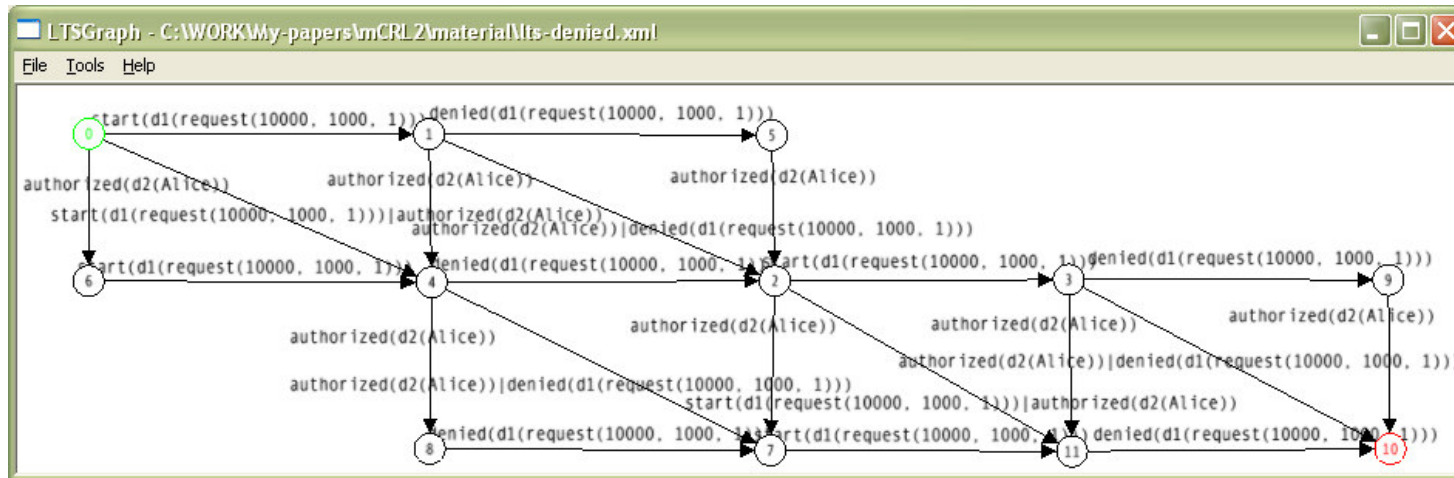 LTSGraph - C:\WORK\My-papers\mCRL2\material\lts-denied.xml
File Tools Help
start(d1(request(10000, 1000, 1))) denied(d1(request(10000, 1000, 1)))
0 1 5
authorized(d2(Alice)) authorized(d2(Alice)) authorized(d2(Alice))
start(d1(request(10000, 1000, 1)))|authorized(d2(Alice))
authorized(d2(Alice))|denied(d1(request(10000, 1000, 1)))
start(d1(request(10000, 1000, 1))) denied(d1(request(10000, 1000, 1))) start(d1(request(10000, 1000, 1))) denied(d1(request(10000, 1000, 1)))
6 4 2 3 9
authorized(d2(Alice)) authorized(d2(Alice)) authorized(d2(Alice)) authorized(d2(Alice))
authorized(d2(Alice))|denied(d1(request(10000, 1000, 1)))
authorized(d2(Alice))|denied(d1(request(10000, 1000, 1)))
start(d1(request(10000, 1000, 1)))|authorized(d2(Alice))
denied(d1(request(10000, 1000, 1))) start(d1(request(10000, 1000, 1))) denied(d1(request(10000, 1000, 1)))
8 7 11 10